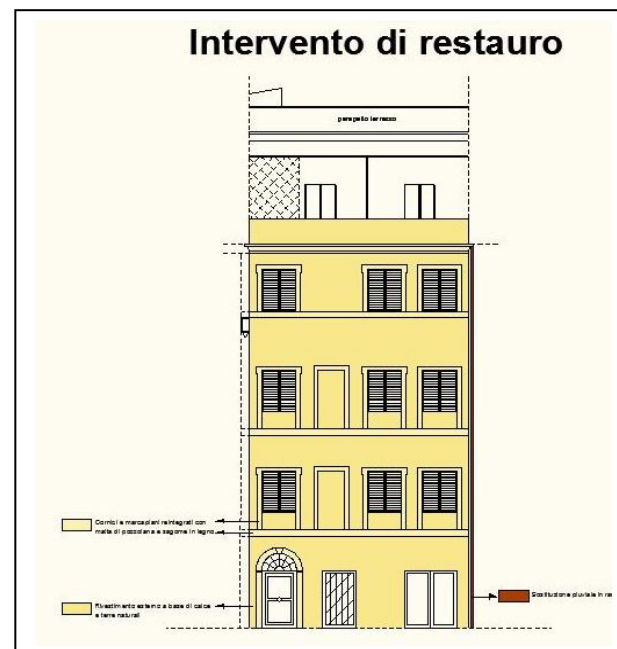 Intervento di restauro
parapetto terrazzo
Cornici e marcapiani reintegrati con
malta di pozzolana e sagome in legno
Rivestimento esterno a base di calce
e terre naturali
Sostituzione pluviale in